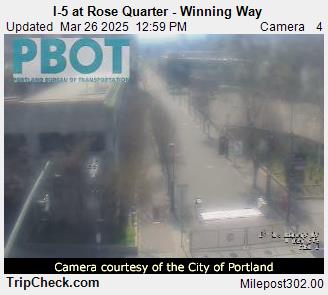 I-5 at Rose Quarter - Winning Way
Updated Mar 26 2025 12:59 PM Camera 4
PBOT
PORTLAND BUREAU OF TRANSPORTATION
Camera courtesy of the City of Portland
TripCheck.com Milepost302.00